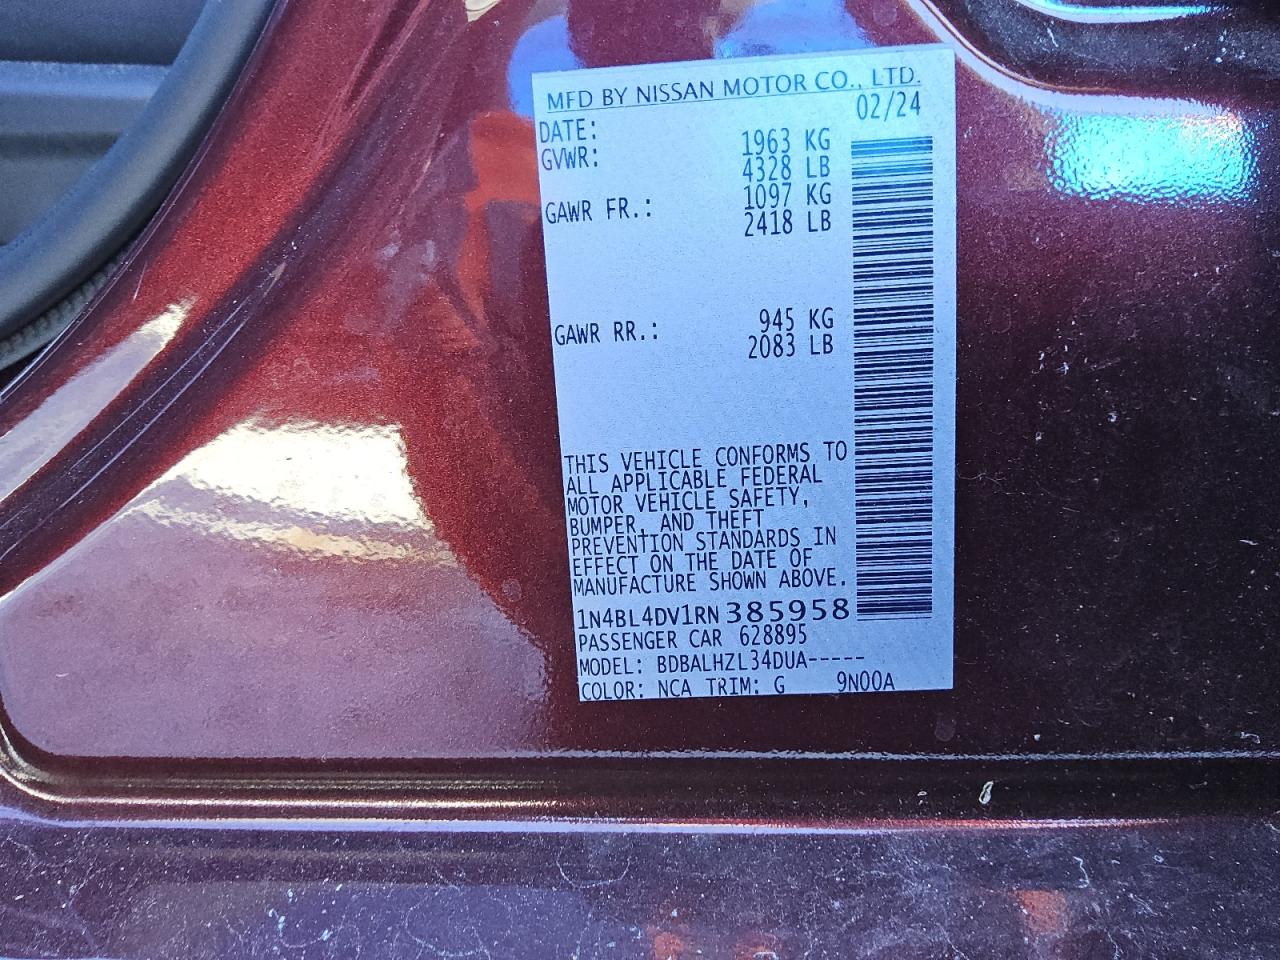 MFD BY NISSAN MOTOR CO., LTD.
DATE: 02/24
GVWR: 1963 KG
4328 LB
GAWR FR.: 1097 KG
2418 LB
GAWR RR.: 945 KG
2083 LB
THIS VEHICLE CONFORMS TO
ALL APPLICABLE FEDERAL
MOTOR VEHICLE SAFETY,
BUMPER, AND THEFT
PREVENTION STANDARDS IN
EFFECT ON THE DATE OF
MANUFACTURE SHOWN ABOVE.
1N4BL4DV1RN385958
PASSENGER CAR 628895
MODEL: BDBALHZL34DUA-----
COLOR: NCA TRIM: G 9N00A